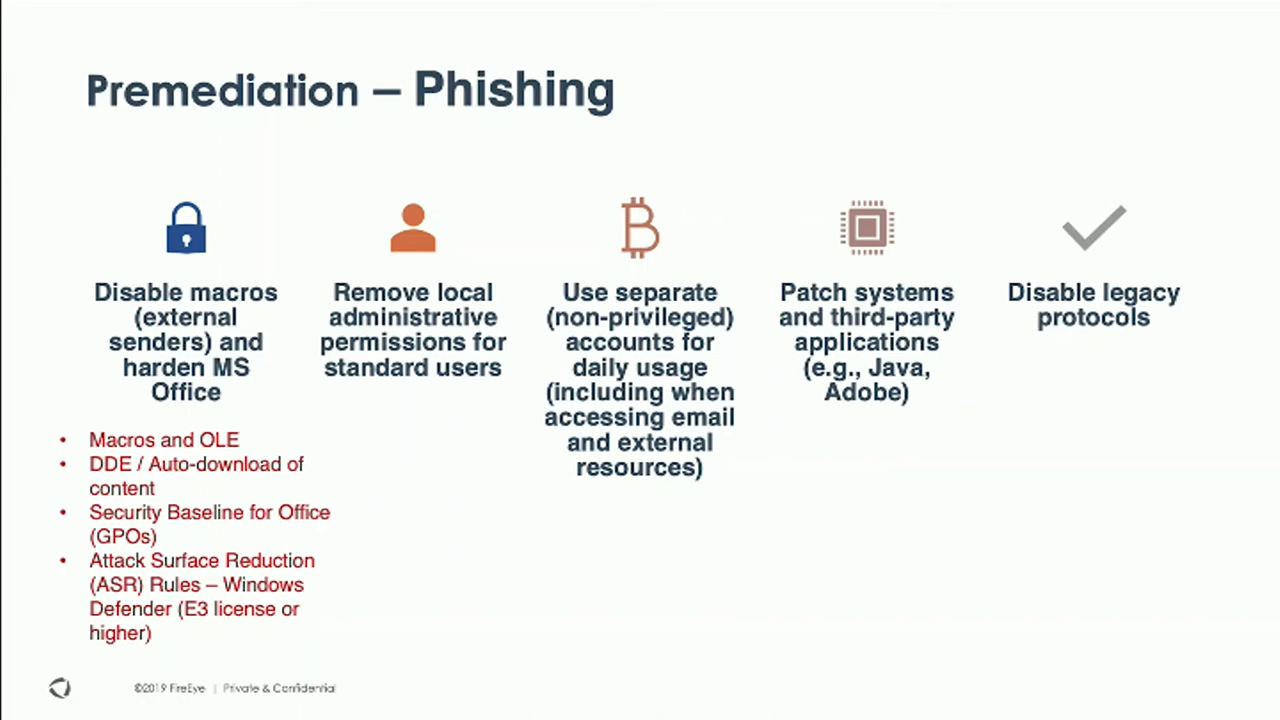 Premediation – Phishing
Disable macros
(external
senders) and
harden MS
Office
Remove local
administrative
permissions for
standard users
Use separate
(non-privileged)
accounts for
daily usage
(including when
accessing email
and external
resources)
Patch systems
and third-party
applications
(e.g., Java,
Adobe)
Disable legacy
protocols
• Macros and OLE
• DDE / Auto-download of
content
• Security Baseline for Office
(GPOs)
• Attack Surface Reduction
(ASR) Rules – Windows
Defender (E3 license or
higher)
©2019 FireEye | Private & Confidential